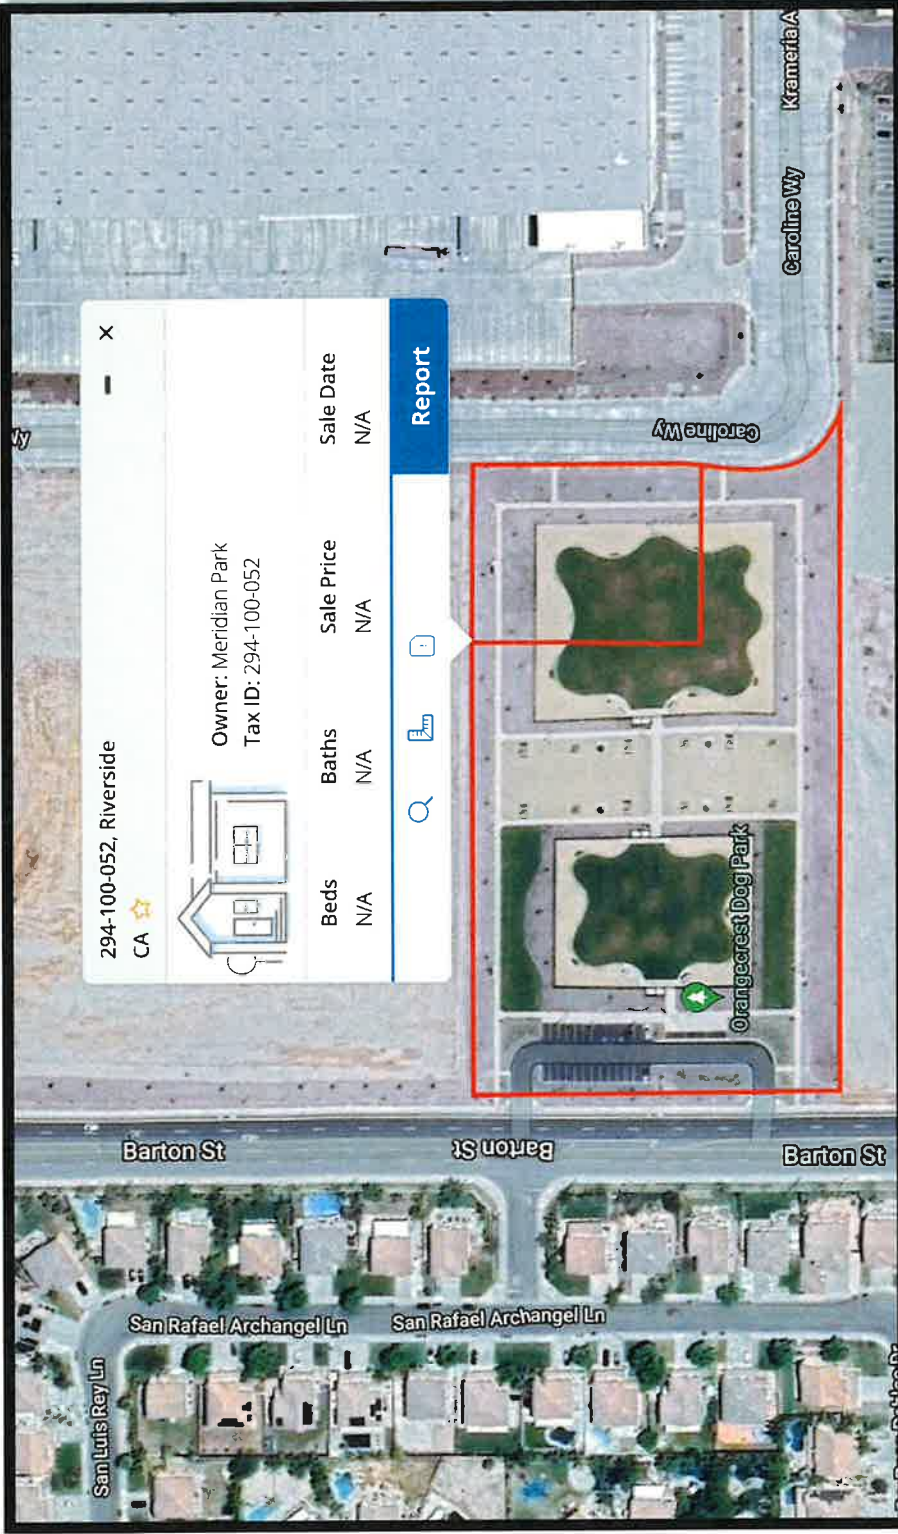 294-100-052, Riverside
CA
Owner: Meridian Park
Tax ID: 294-100-052
Beds
Baths
Sale Price
Sale Date
N/A
N/A
N/A
N/A
Report
Caroline Wy
Caroline Wy
Krameria A
Orangecrest Dog Park
Barton St
Barton St
Barton St
San Rafael Archangel Ln
San Rafael Archangel Ln
San Luis Rey Ln